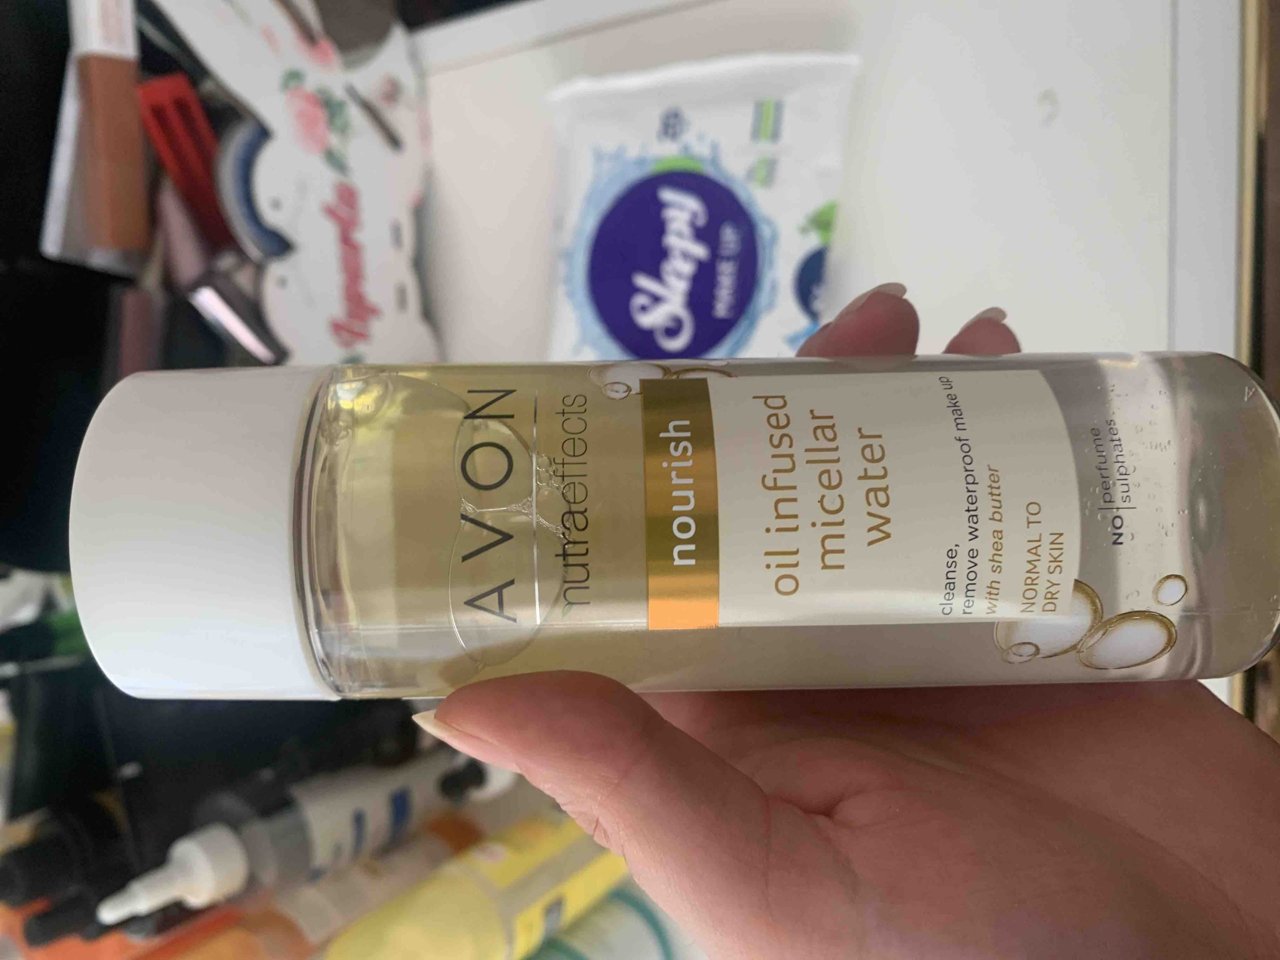 AVON
nutraeffects
nourish
oil infused
micellar
water
cleanse,
remove waterproof make up
with shea butter
NORMAL TO
DRY SKIN
NO perfume
sulphates
Sleepy
MAKE UP